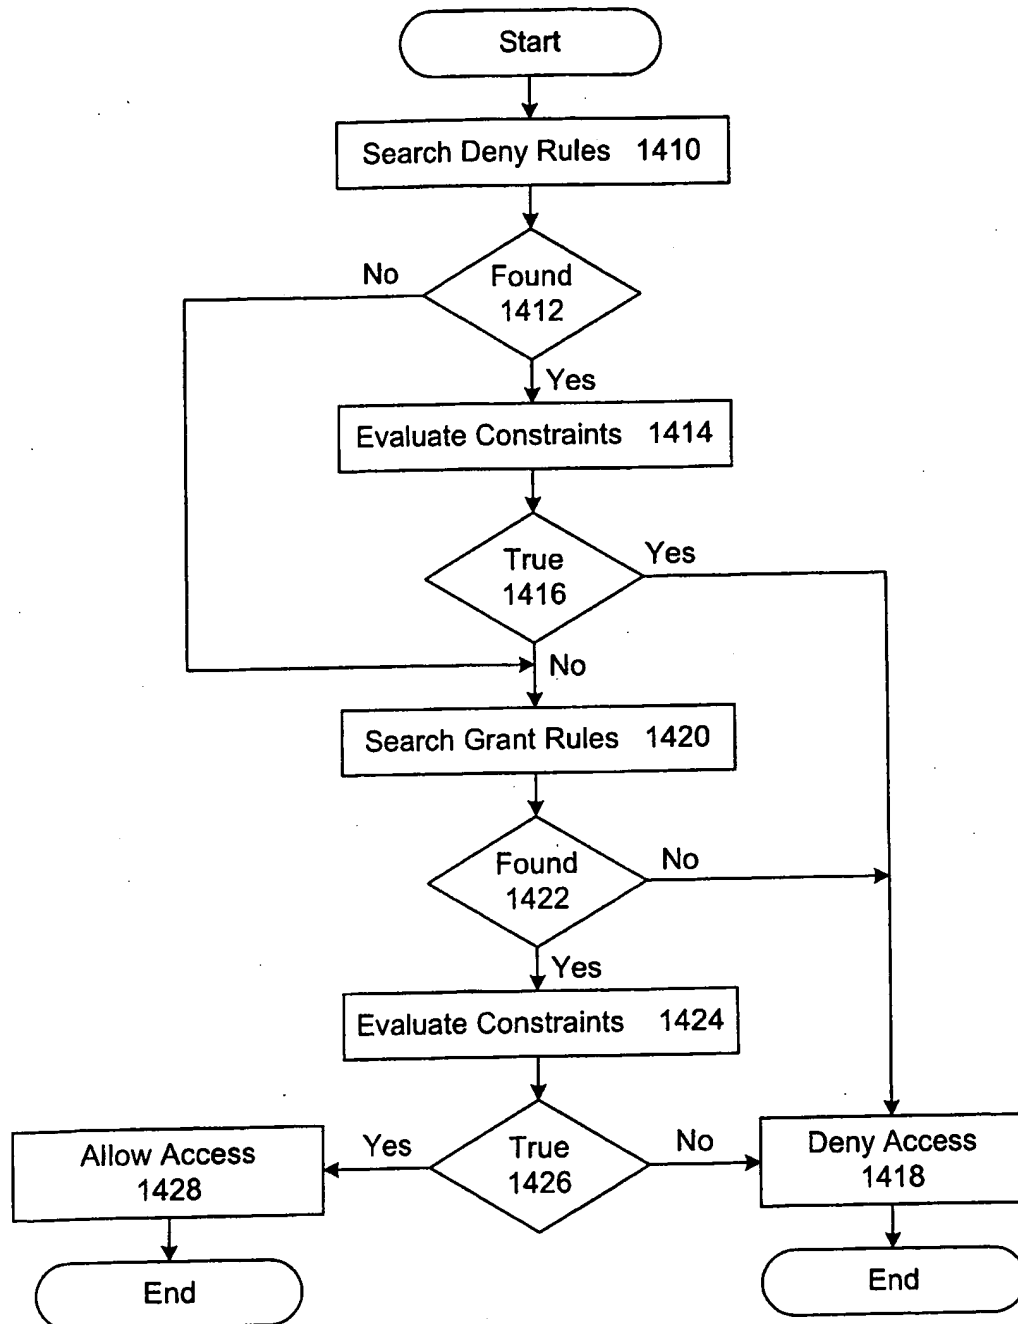 Start
Search Deny Rules 1410
No
Found
1412
Yes
Evaluate Constraints 1414
True
1416
Yes
No
Search Grant Rules 1420
Found
1422
No
Yes
Evaluate Constraints 1424
Allow Access
1428
Yes
True
1426
No
Deny Access
1418
End
End